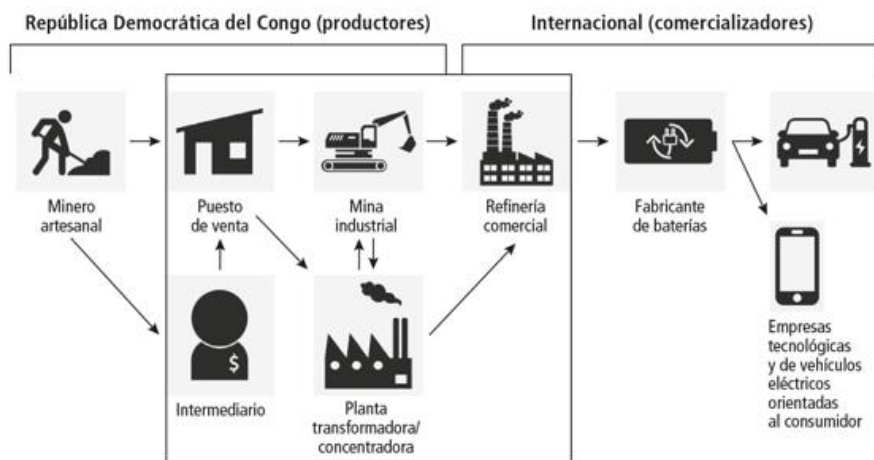 República Democrática del Congo (productores)
Internacional (comercializadores)
Minero
artesanal
Puesto
de venta
Mina
industrial
Refinería
comercial
Fabricante
de baterías
$
Intermediario
Planta
transformadora/
concentradora
Empresas
tecnológicas
y de vehículos
eléctricos
orientadas
al consumidor